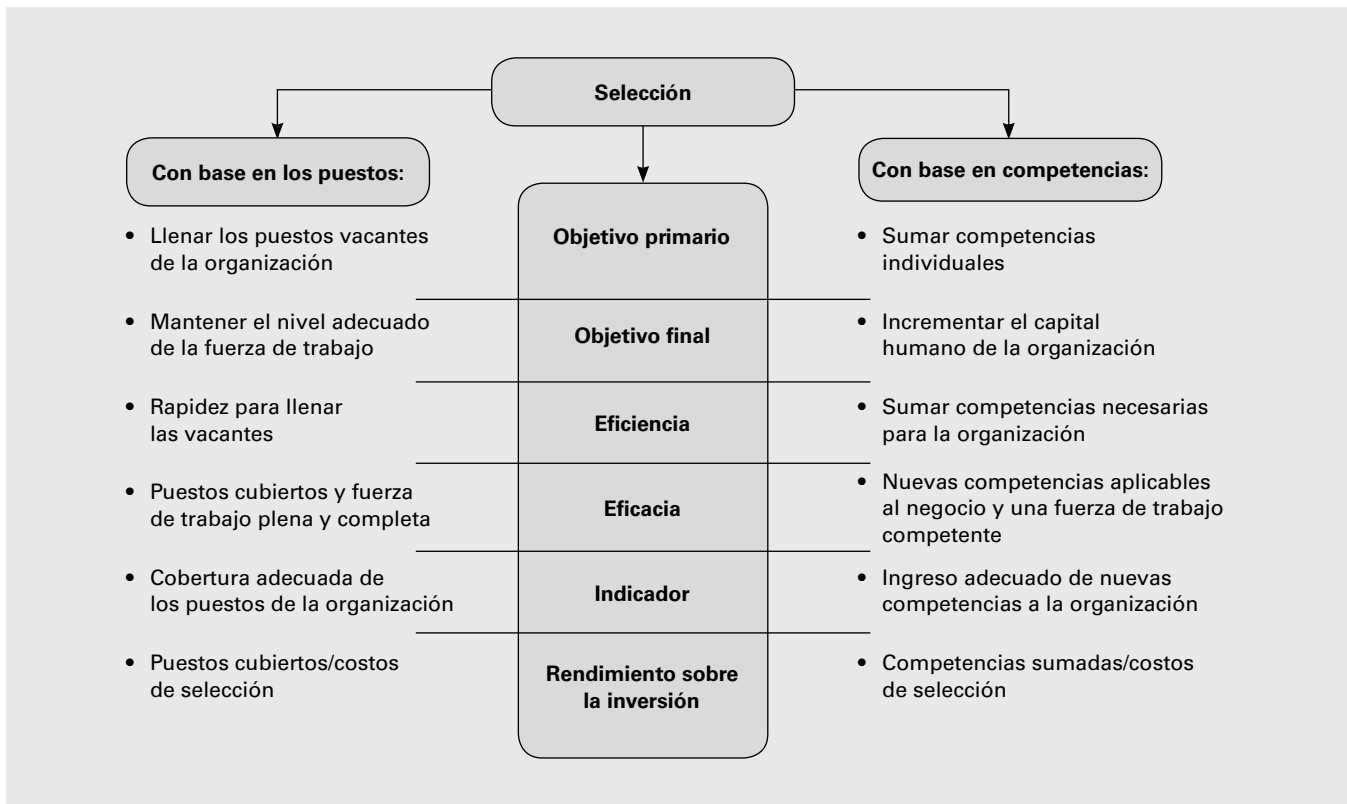 Selección
Con base en los puestos:
Con base en competencias:
• Llenar los puestos vacantes
de la organización
Objetivo primario
• Sumar competencias
individuales
• Mantener el nivel adecuado
de la fuerza de trabajo
Objetivo final
• Incrementar el capital
humano de la organización
• Rapidez para llenar
las vacantes
Eficiencia
• Sumar competencias necesarias
para la organización
• Puestos cubiertos y fuerza
de trabajo plena y completa
Eficacia
• Nuevas competencias aplicables
al negocio y una fuerza de trabajo
competente
• Cobertura adecuada de
los puestos de la organización
Indicador
• Ingreso adecuado de nuevas
competencias a la organización
• Puestos cubiertos/costos
de selección
Rendimiento sobre
la inversión
• Competencias sumadas/costos
de selección